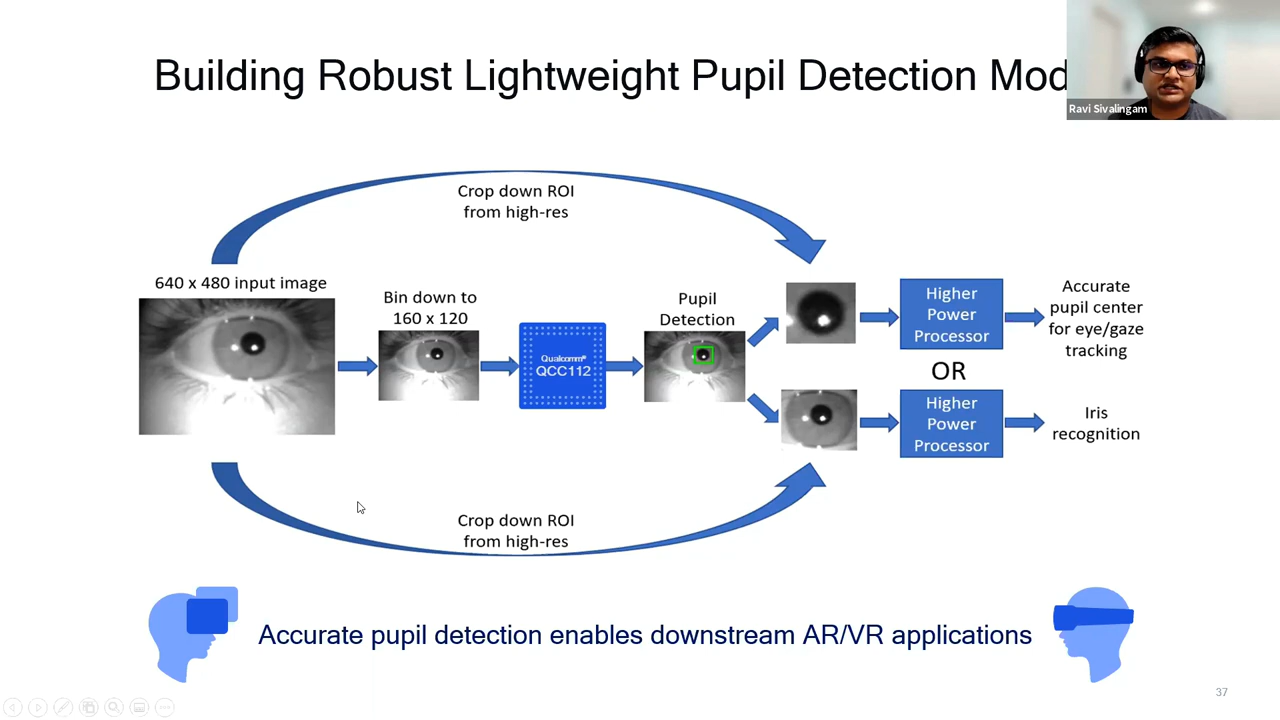 Building Robust Lightweight Pupil Detection Mod
Ravi Sivalingam
Crop down ROI
from high-res
640 x 480 input image
Bin down to
160 x 120
Qualcomm®
QCC112
Pupil
Detection
Higher
Power
Processor
Accurate
pupil center
for eye/gaze
tracking
OR
Higher
Power
Processor
Iris
recognition
Crop down ROI
from high-res
Accurate pupil detection enables downstream AR/VR applications
37